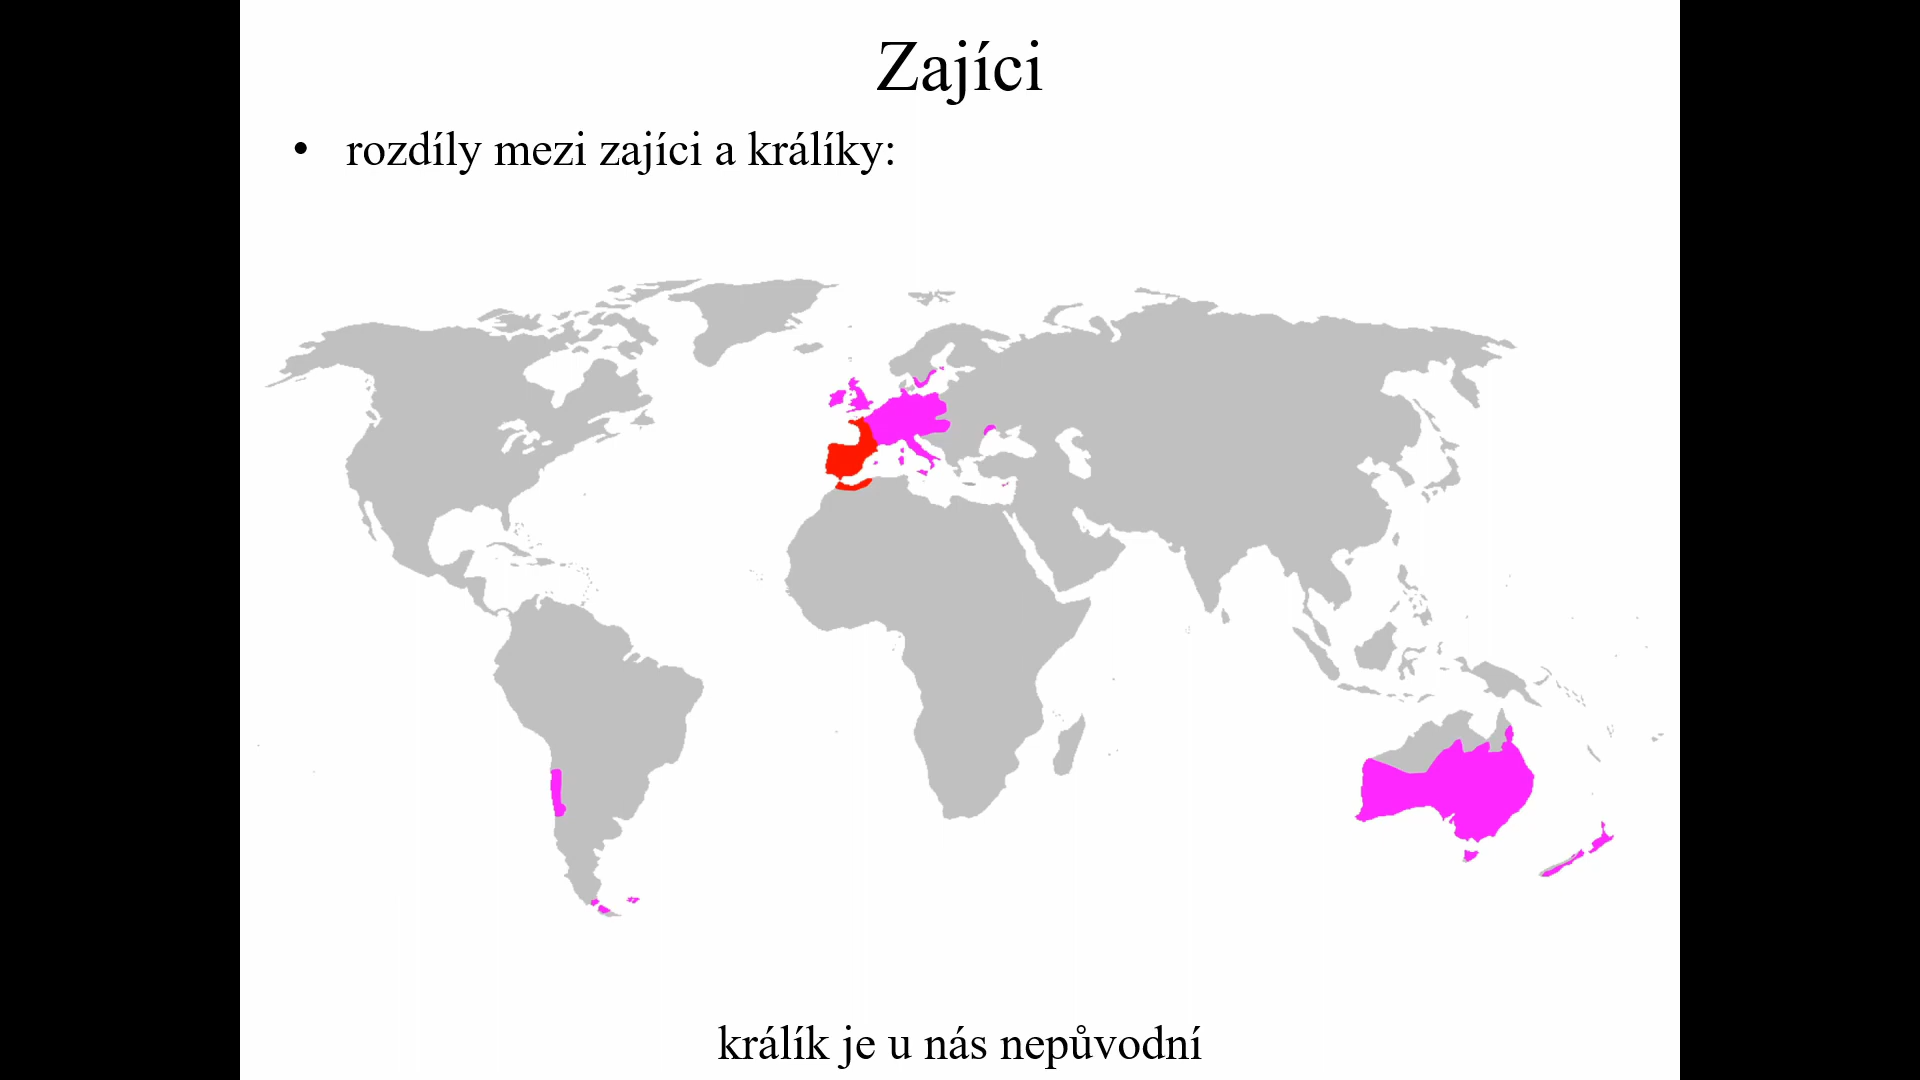 Zajíci
• rozdíly mezi zajíci a králíky:
králík je u nás nepůvodní